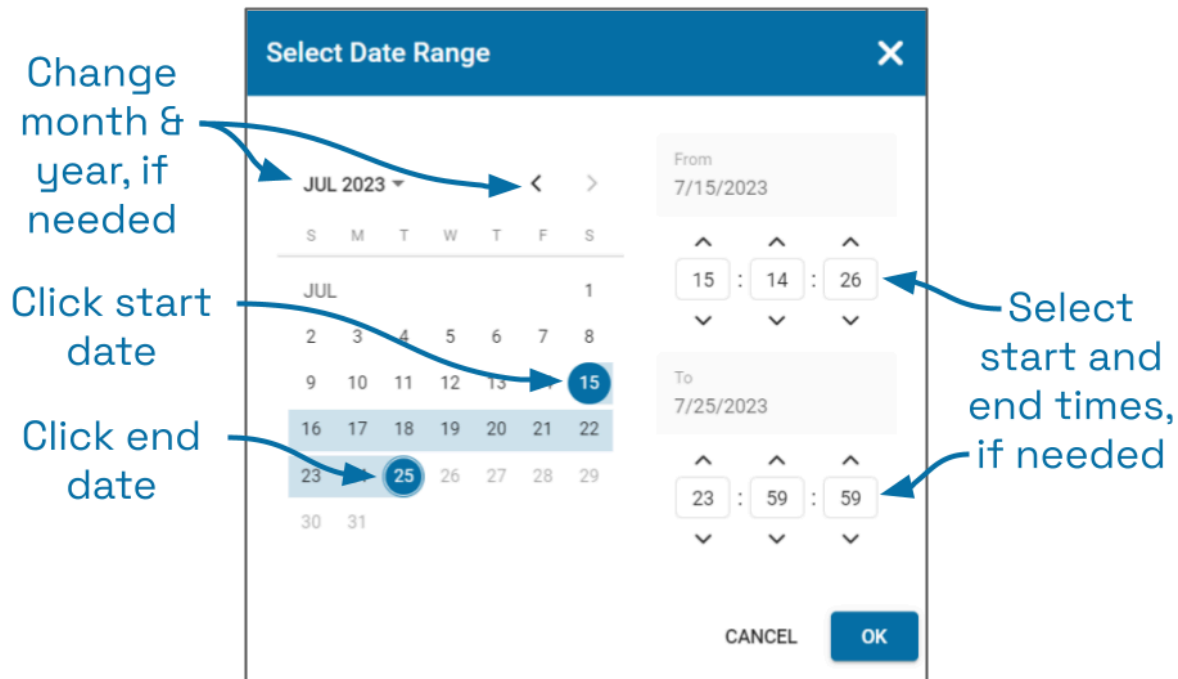 Select Date Range
Change
month &
year, if
needed
JUL 2023
S M T W T F S
JUL 1
2 3 4 5 6 7 8
9 10 11 12 13 15
16 17 18 19 20 21 22
23 25 26 27 28 29
30 31
Click start
date
Click end
date
From
7/15/2023
15 : 14 : 26
To
7/25/2023
23 : 59 : 59
Select
start and
end times,
if needed
CANCEL OK